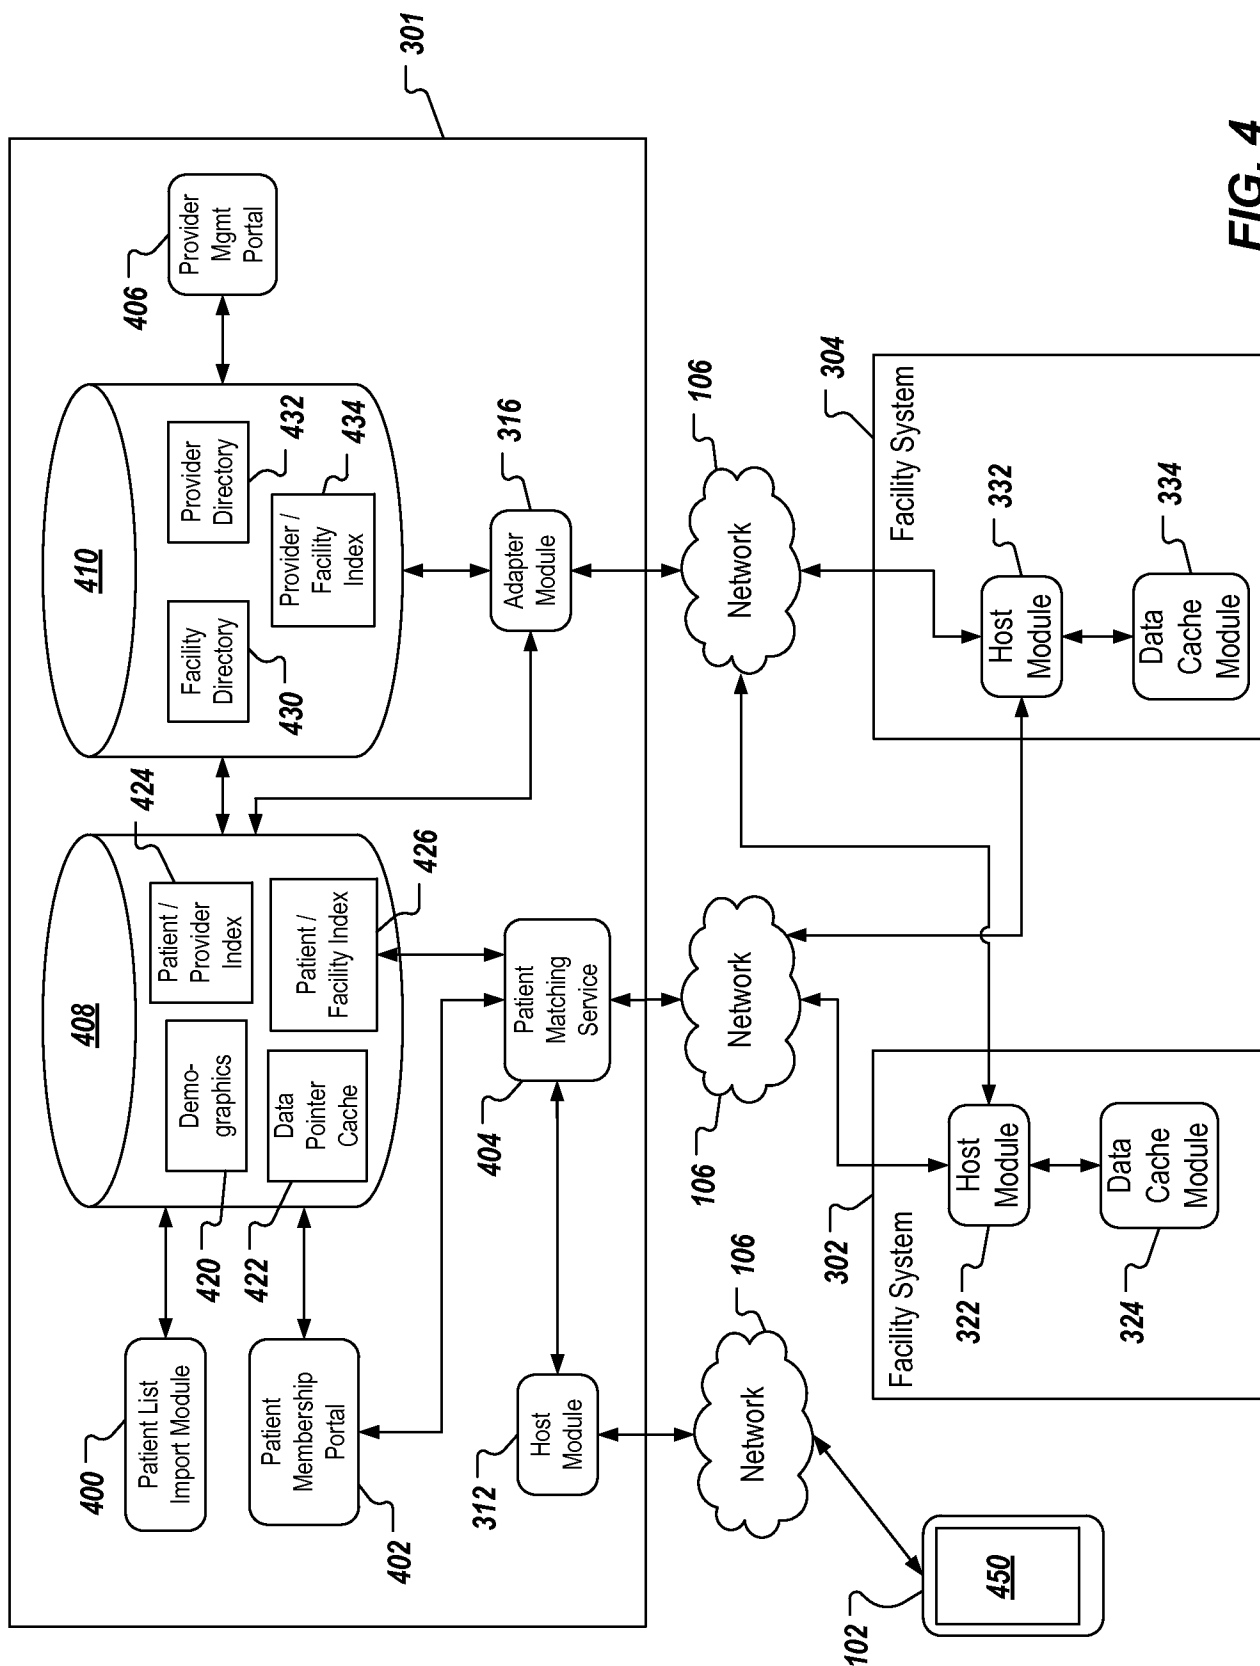 301
400
Patient List
Import Module
402
Patient
Membership
Portal
408
420
Demo-
graphics
422
Data
Pointer
Cache
424
Patient /
Provider
Index
426
Patient /
Facility Index
410
430
Facility
Directory
432
Provider
Directory
434
Provider /
Facility
Index
406
Provider
Mgmt
Portal
312
Host
Module
404
Patient
Matching
Service
316
Adapter
Module
106
Network
106
Network
106
Network
102
450
302
Facility System
322
Host
Module
324
Data
Cache
Module
304
Facility System
332
Host
Module
334
Data
Cache
Module
FIG. 4